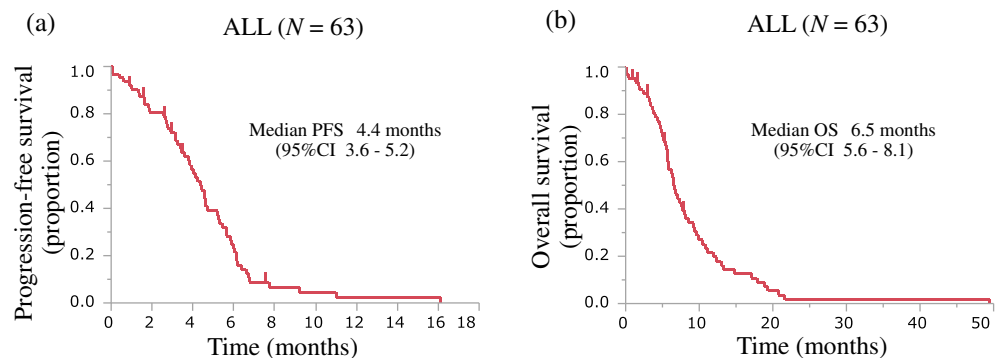 (a)
ALL (N = 63)
Progression-free survival
(proportion)
1.0
0.8
0.6
0.4
0.2
0.0
Median PFS 4.4 months
(95%CI 3.6 - 5.2)
0 2 4 6 8 10 12 14 16 18
Time (months)
(b)
ALL (N = 63)
Overall survival
(proportion)
1.0
0.8
0.6
0.4
0.2
0.0
Median OS 6.5 months
(95%CI 5.6 - 8.1)
0 10 20 30 40 50
Time (months)